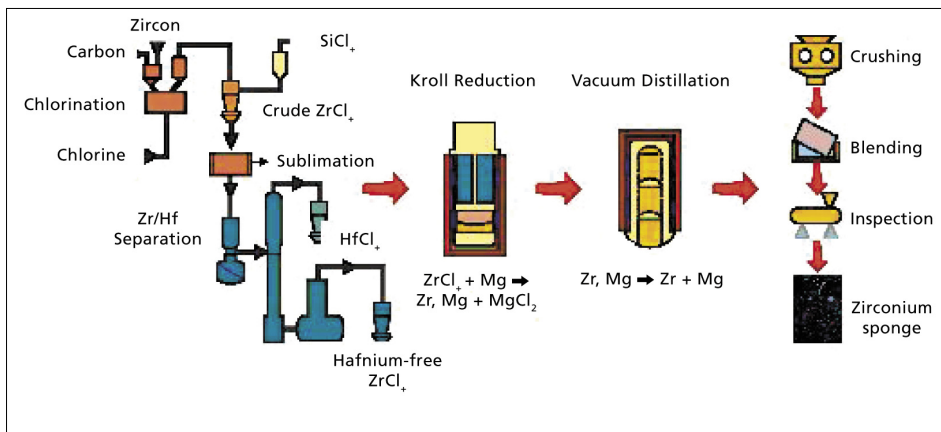 Zircon
Carbon
SiCl₊
Chlorination
Crude ZrCl₊
Chlorine
Sublimation
Zr/Hf
Separation
HfCl₊
Hafnium-free
ZrCl₊
Kroll Reduction
ZrCl₊ + Mg ➡
Zr, Mg + MgCl₂
Vacuum Distillation
Zr, Mg ➡ Zr + Mg
Crushing
Blending
Inspection
Zirconium
sponge